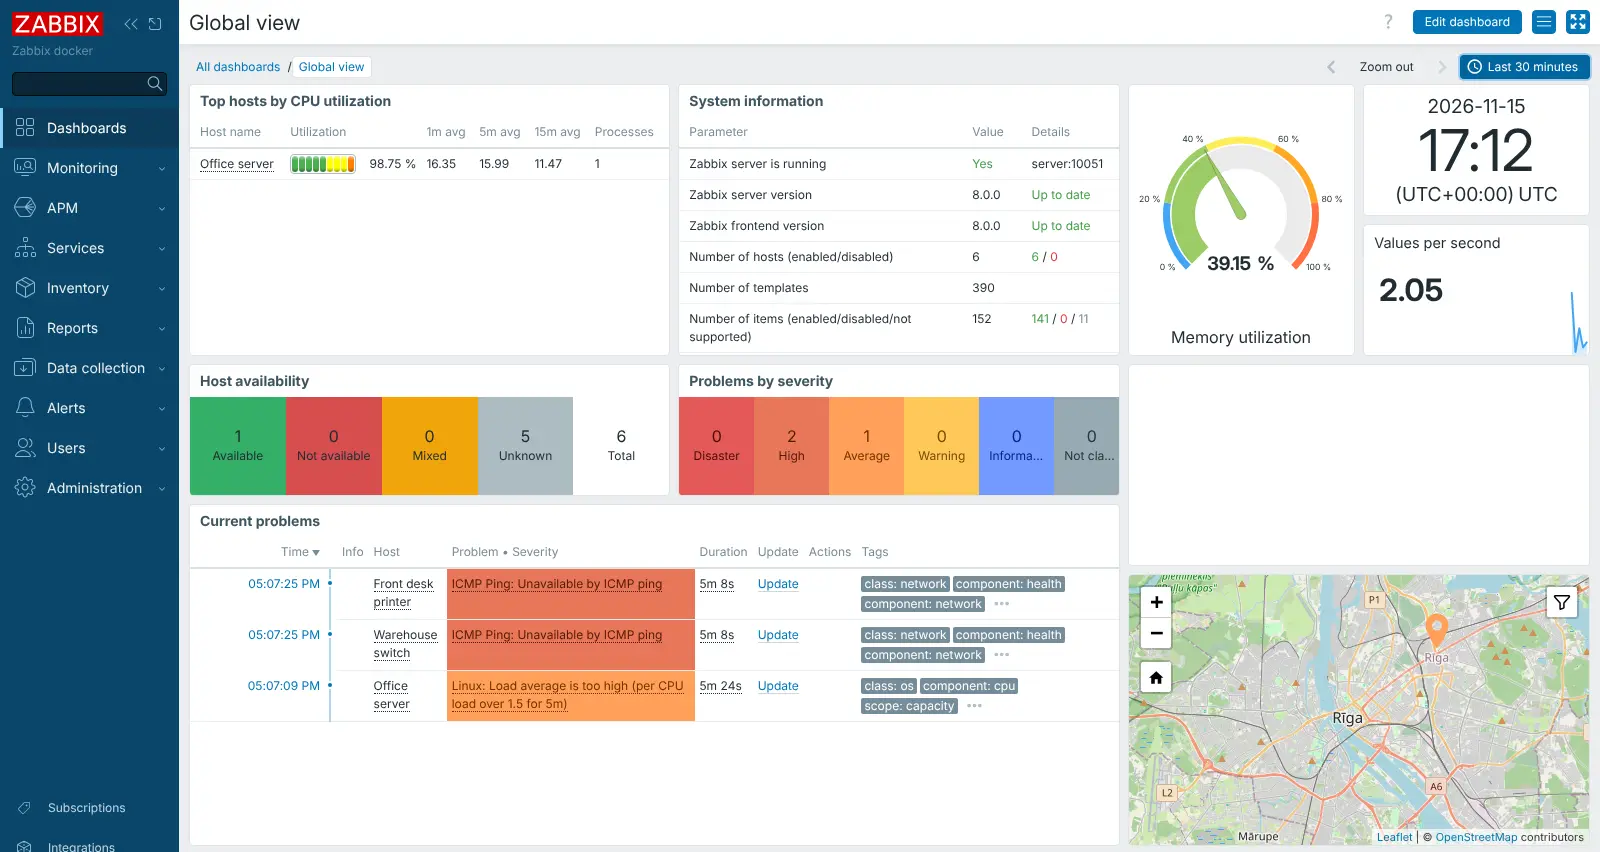 ZABBIX
Zabbix docker
Dashboards
Monitoring
APM
Services
Inventory
Reports
Data collection
Alerts
Users
Administration
Subscriptions
Integrations
Global view
? Edit dashboard
All dashboards / Global view
Zoom out Last 30 minutes
Top hosts by CPU utilization
Host name Utilization 1m avg 5m avg 15m avg Processes
Office server 98.75 % 16.35 15.99 11.47 1
System information
Parameter Value Details
Zabbix server is running Yes server:10051
Zabbix server version 8.0.0 Up to date
Zabbix frontend version 8.0.0 Up to date
Number of hosts (enabled/disabled) 6 6 / 0
Number of templates 390
Number of items (enabled/disabled/not 152 141 / 0 / 11
supported)
40 % 60 %
20 % 80 %
0 % 39.15 % 100 %
Memory utilization
2026-11-15
17:12
(UTC+00:00) UTC
Values per second
2.05
Host availability
1 0 0 5 6
Available Not available Mixed Unknown Total
Problems by severity
0 2 1 0 0 0
Disaster High Average Warning Informa... Not cla...
Current problems
Time Info Host Problem • Severity Duration Update Actions Tags
05:07:25 PM Front desk ICMP Ping: Unavailable by ICMP ping 5m 8s Update class: network component: health
printer component: network •••
05:07:25 PM Warehouse ICMP Ping: Unavailable by ICMP ping 5m 8s Update class: network component: health
switch component: network •••
05:07:09 PM Office Linux: Load average is too high (per CPU 5m 24s Update class: os component: cpu
server load over 1.5 for 5m) scope: capacity •••
+
−
P1
Rīga
Rīga
A6
L2
Mārupe
Leaflet | © OpenStreetMap contributors